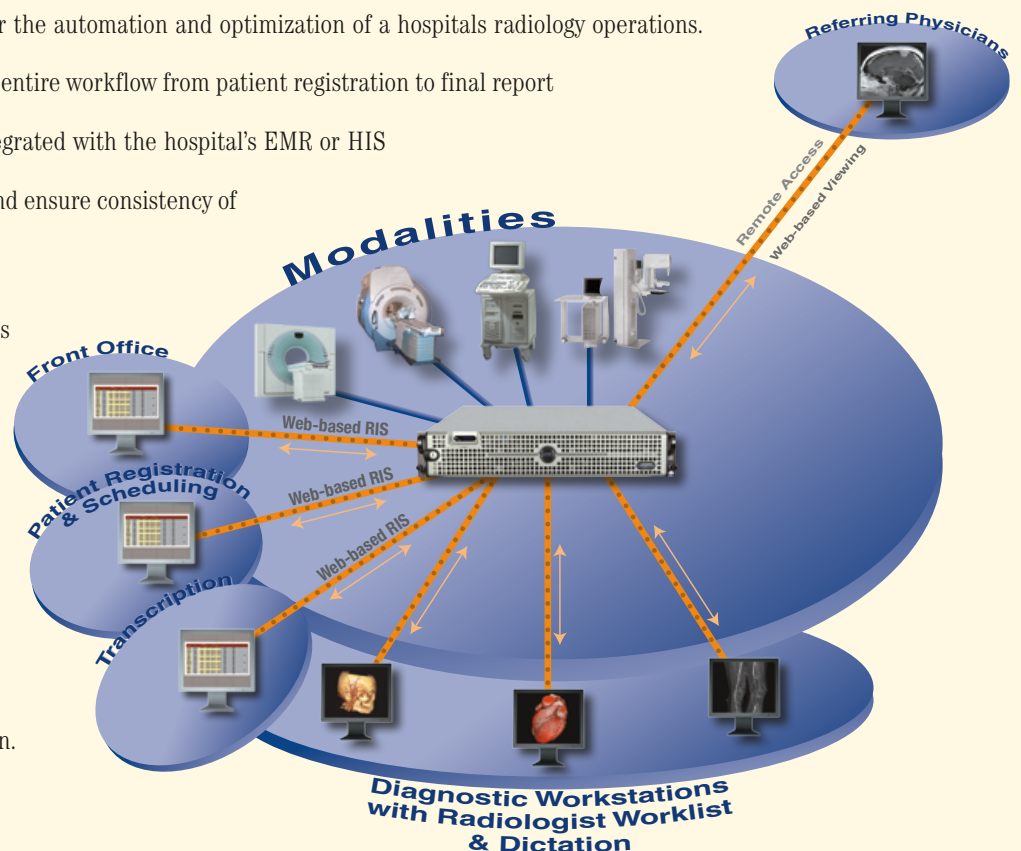 r the automation and optimization of a hospitals radiology operations.
entire workflow from patient registration to final report
egrated with the hospital's EMR or HIS
nd ensure consistency of
s
n.
Referring Physicians
Remote Access
Web-based Viewing
Modalities
Front Office
Web-based RIS
Patient Registration
& Scheduling
Web-based RIS
Transcription
Web-based RIS
Diagnostic Workstations
with Radiologist Worklist
& Dictation